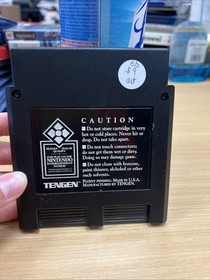 $9
CAUTION
■ Do not store cartridge in very
hot or cold places. Never hit or
drop. Do not take apart.
■ Do not touch connectors;
do not get them wet or dirty.
Doing so may damage game.
■ Do not clean with benzene,
paint thinner, alcohol or other
such solvents.
NINTENDO
TENGEN
PATENT PENDING. MADE IN U.S.A.
MANUFACTURED BY TENGEN.